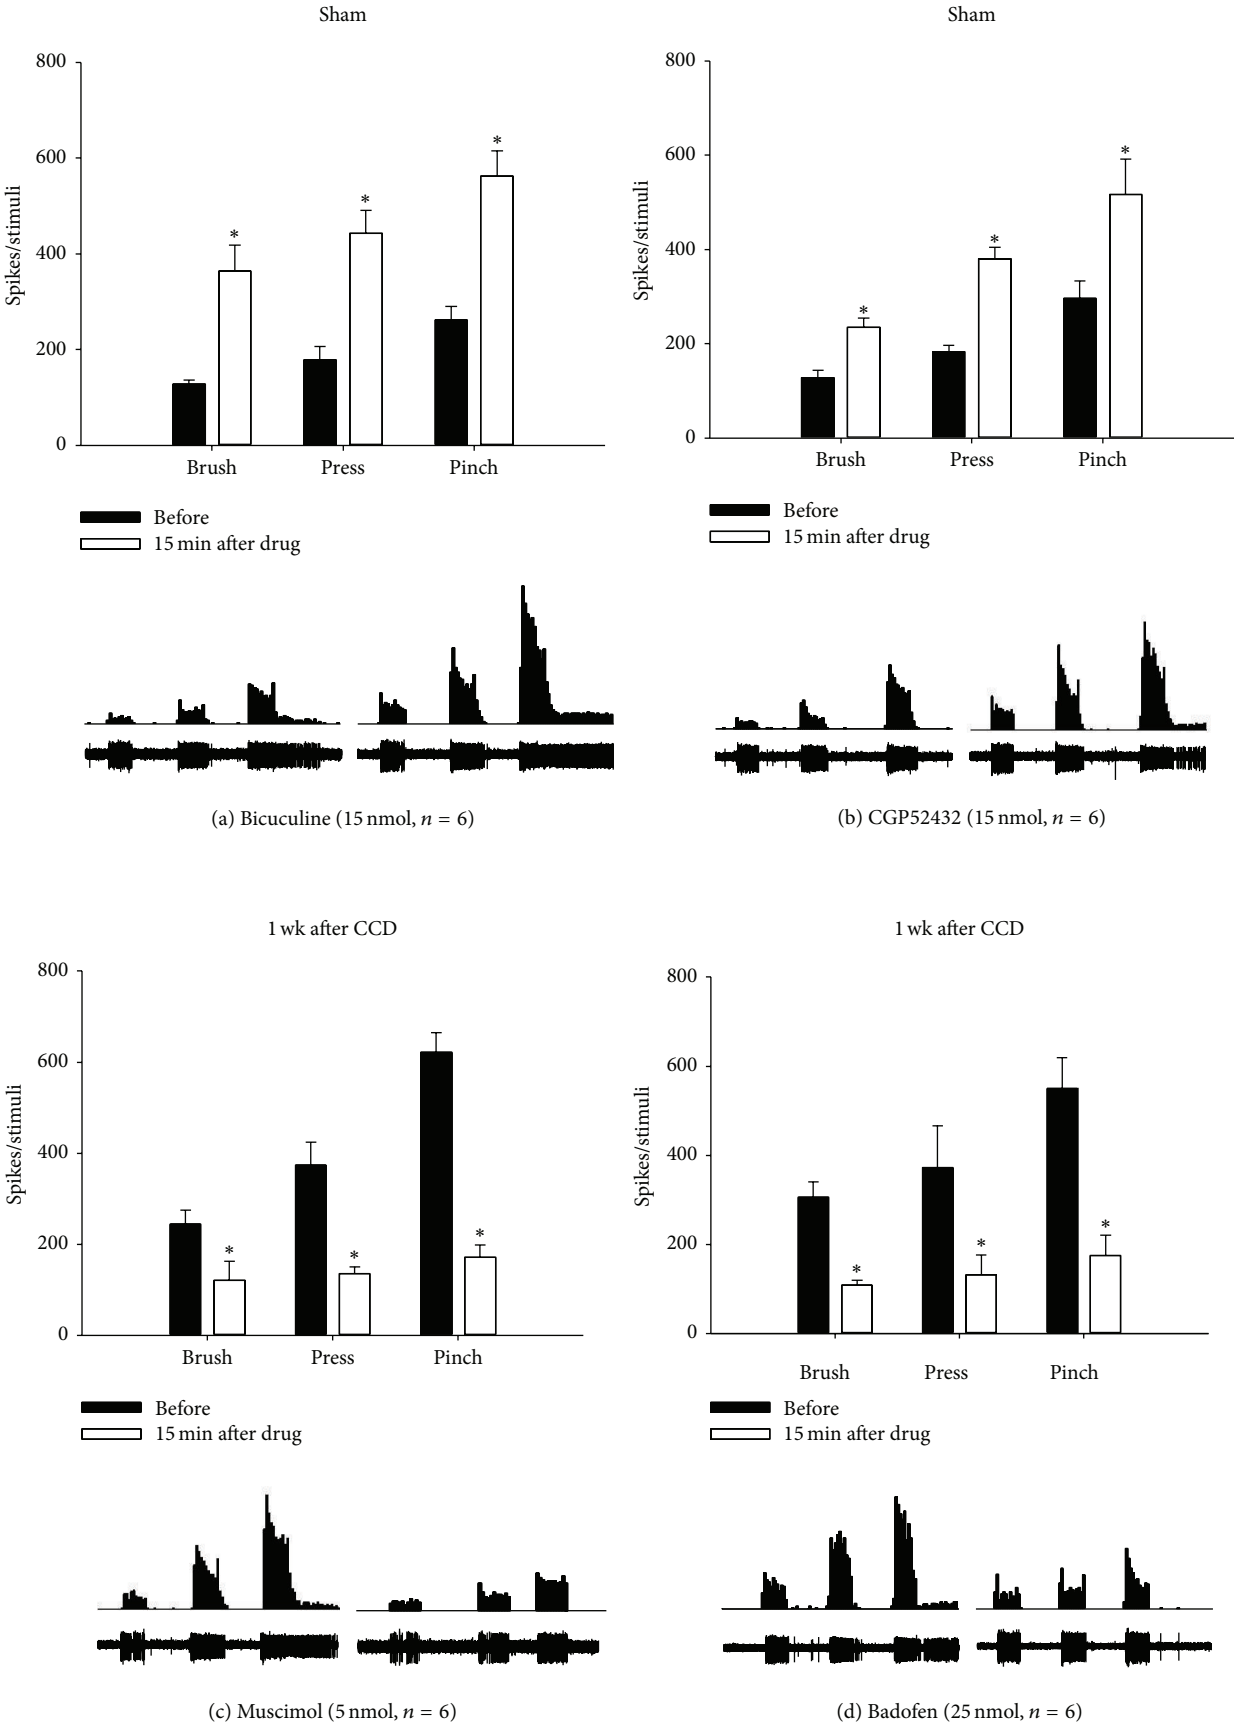 Sham
800
600
400
200
0
Spikes/stimuli
*
*
*
Brush Press Pinch
Before
15 min after drug
(a) Bicuculine (15 nmol, n = 6)
Sham
800
600
400
200
0
Spikes/stimuli
*
*
*
Brush Press Pinch
Before
15 min after drug
(b) CGP52432 (15 nmol, n = 6)
1 wk after CCD
800
600
400
200
0
Spikes/stimuli
*
*
*
Brush Press Pinch
Before
15 min after drug
(c) Muscimol (5 nmol, n = 6)
1 wk after CCD
800
600
400
200
0
Spikes/stimuli
*
*
*
Brush Press Pinch
Before
15 min after drug
(d) Badofen (25 nmol, n = 6)